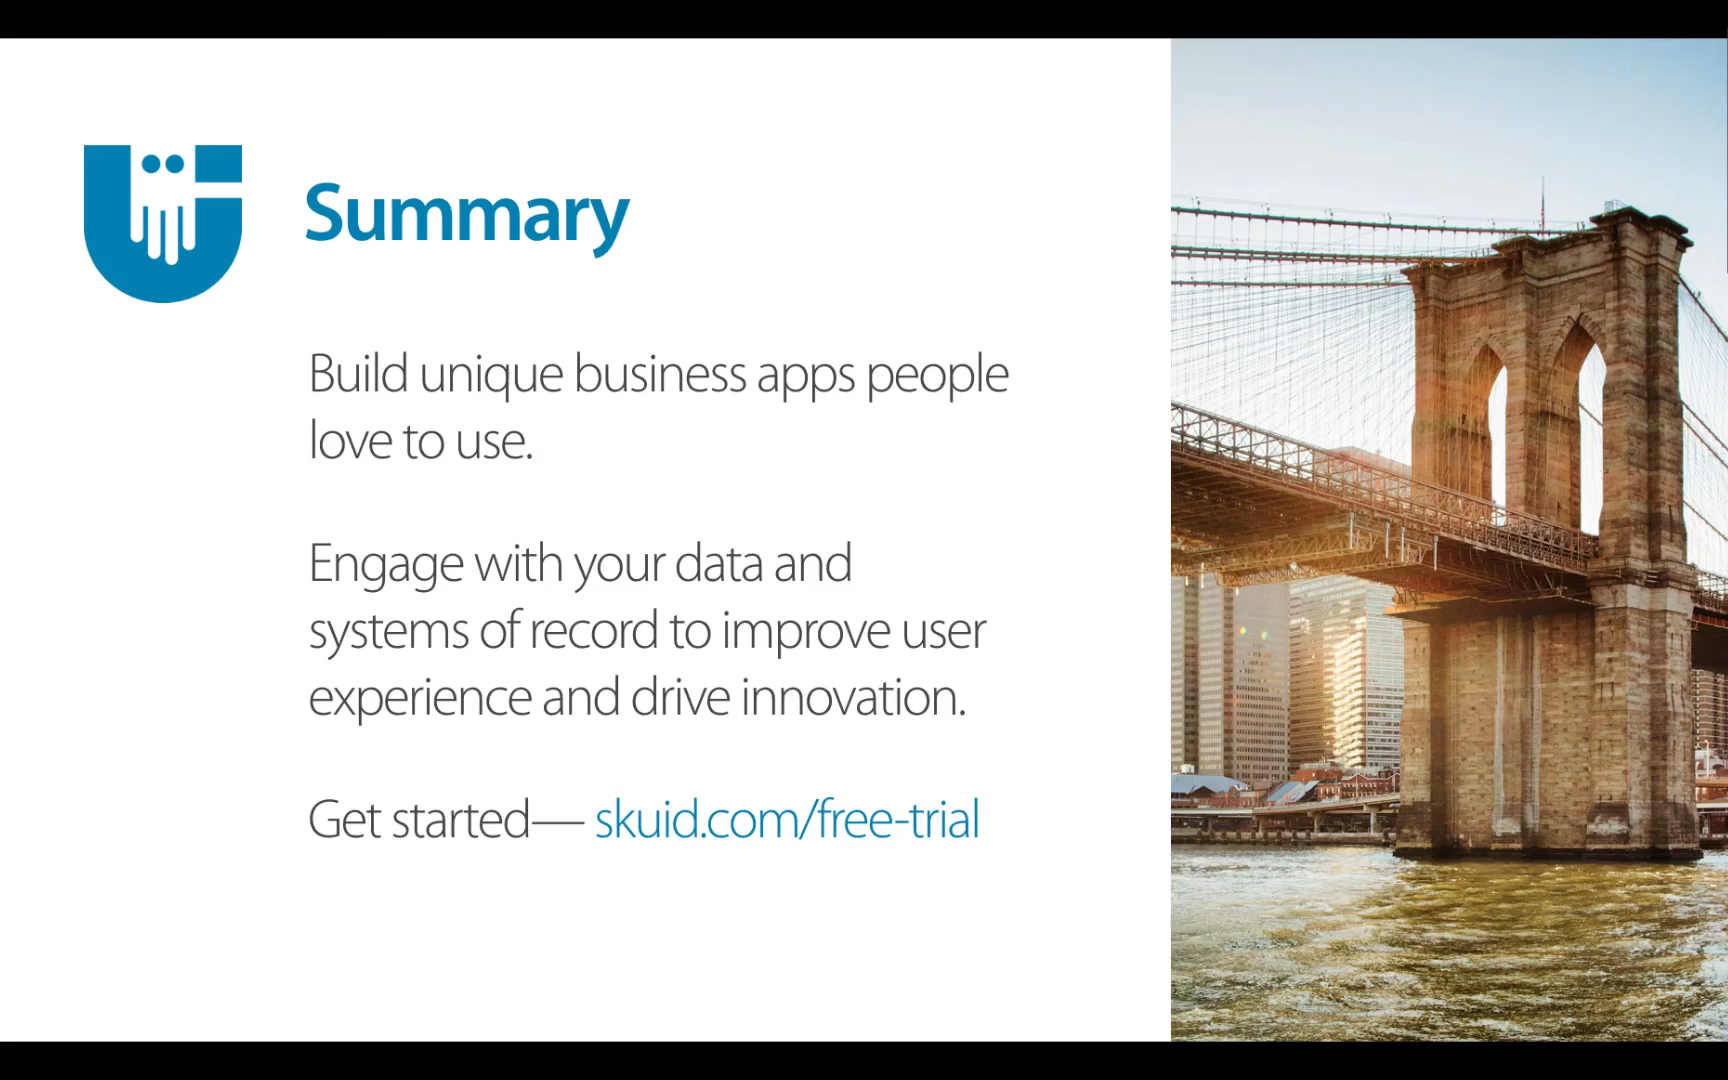 Summary
Build unique business apps people
love to use.
Engage with your data and
systems of record to improve user
experience and drive innovation.
Get started— skuid.com/free-trial